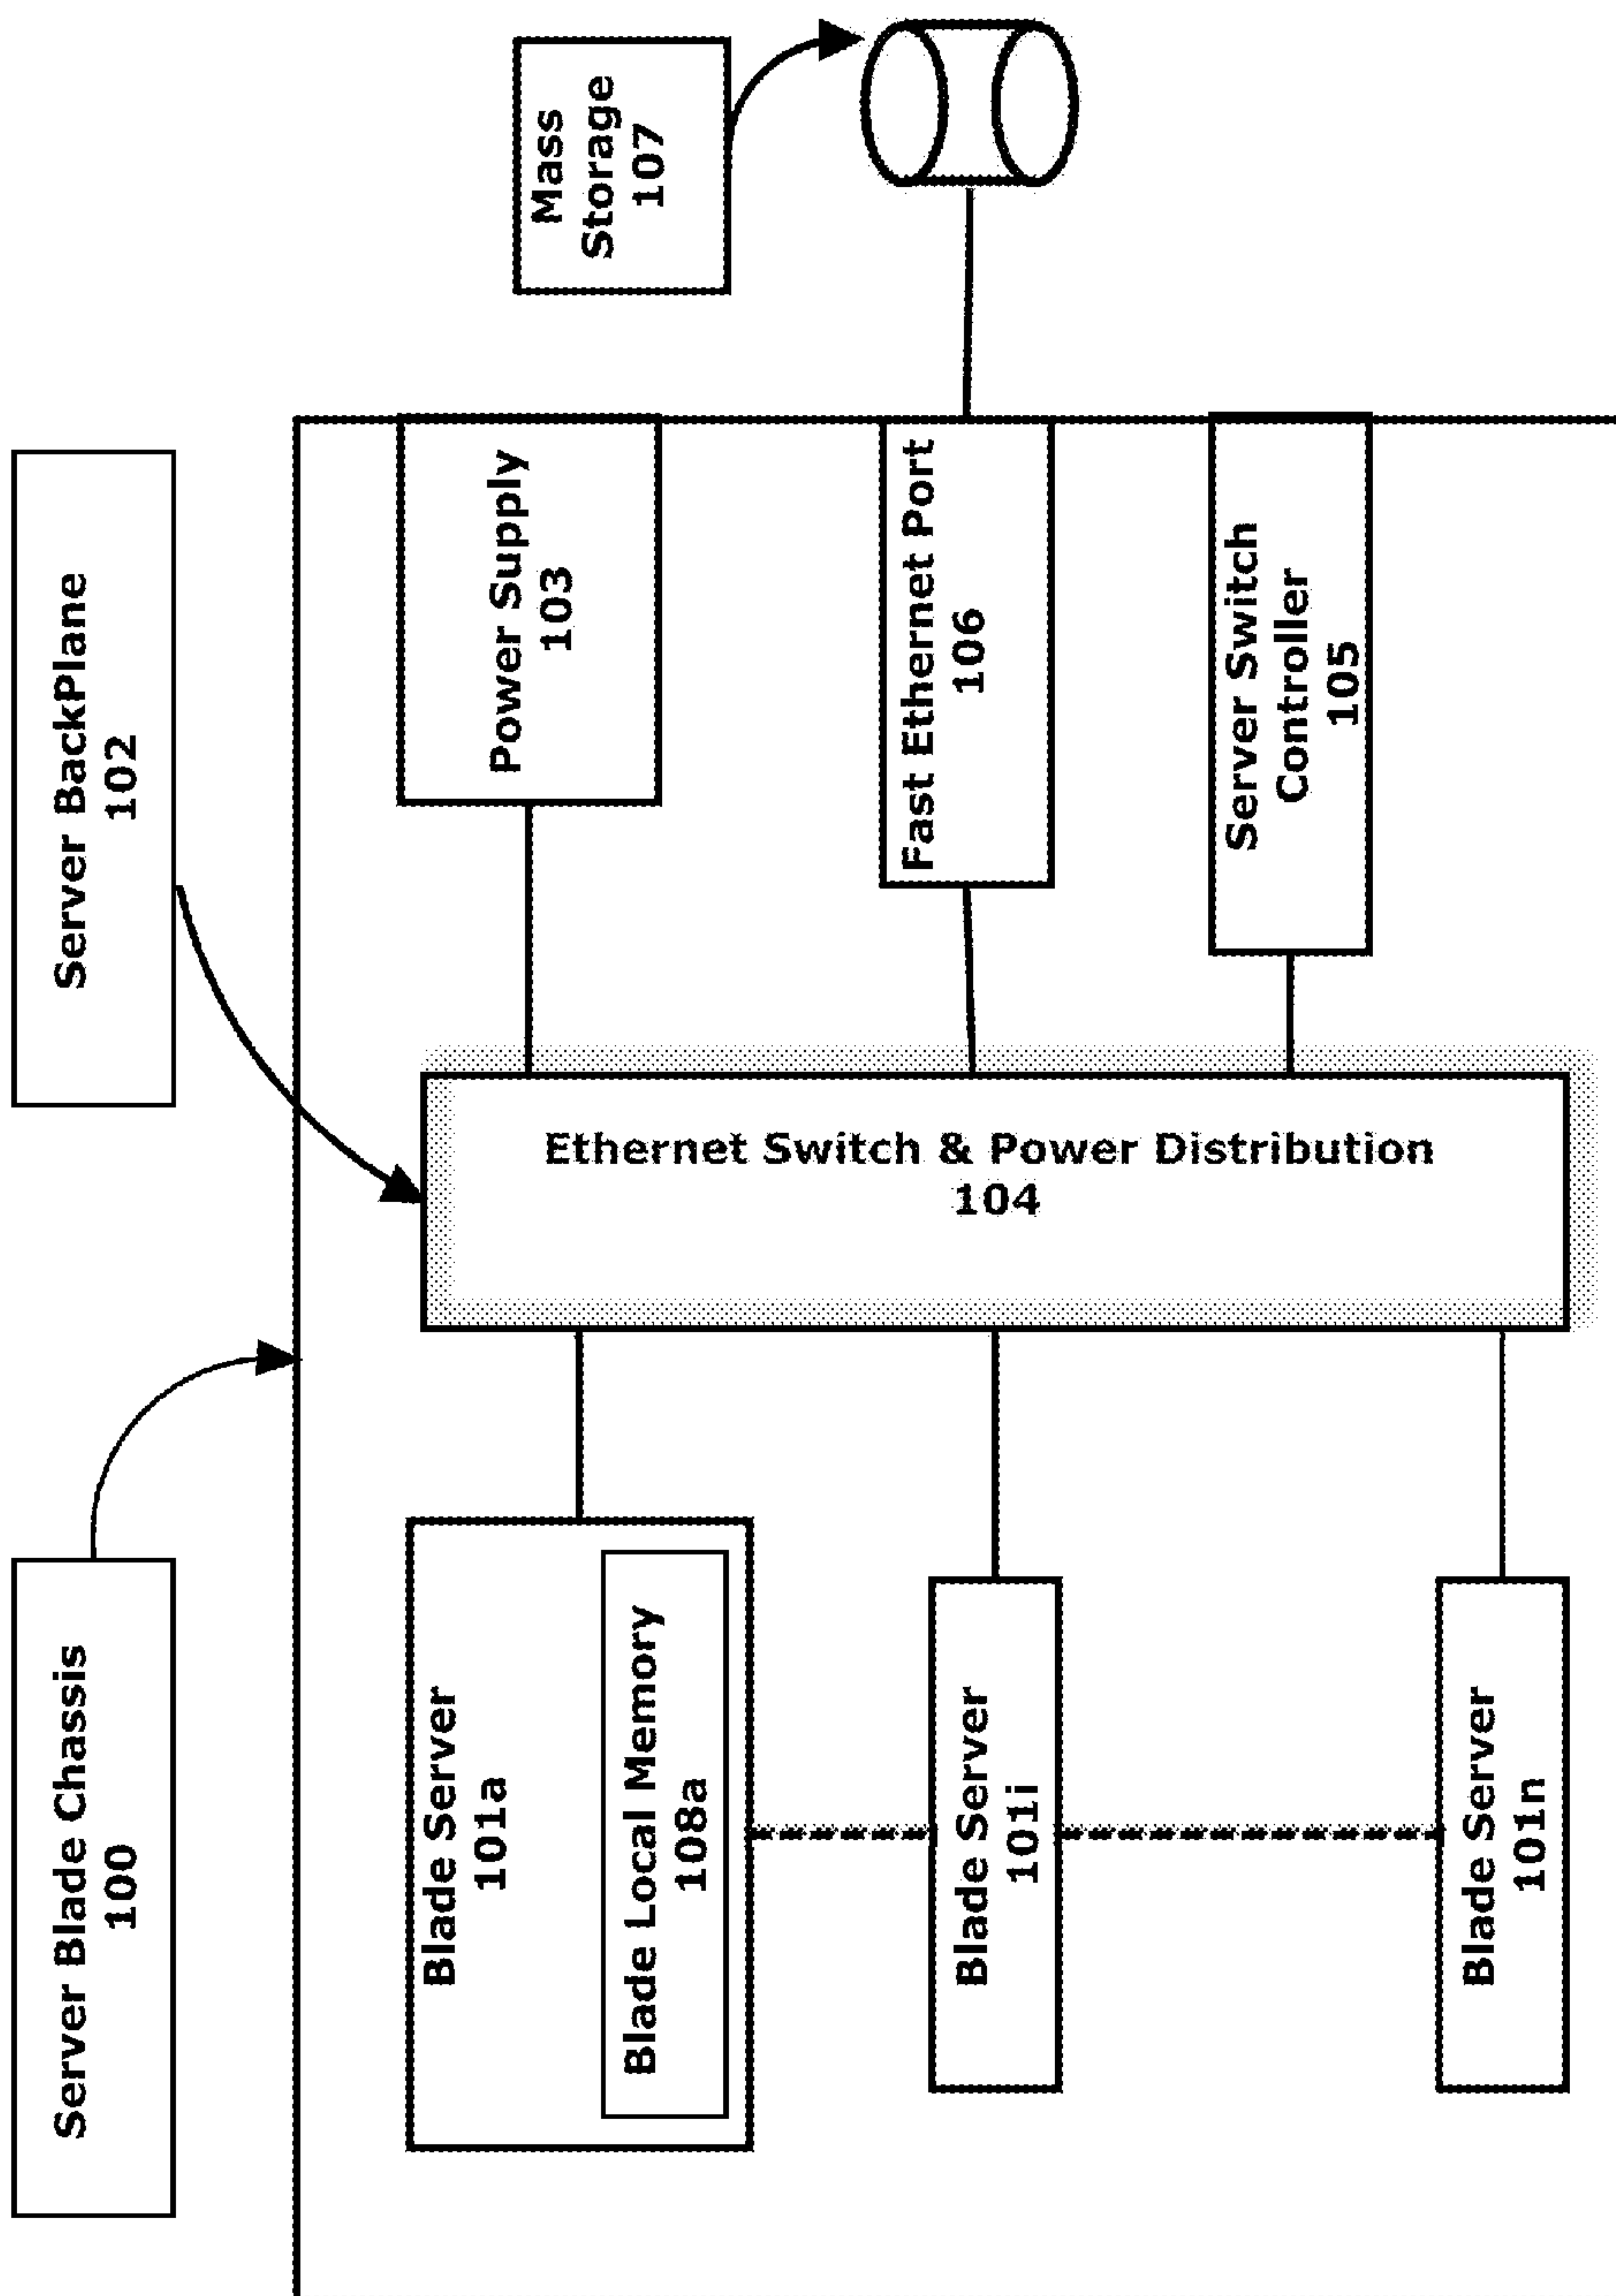 Server Blade Chassis
100
Server BackPlane
102
Mass
Storage
107
Blade Server
101a
Blade Local Memory
108a
Power Supply
103
Ethernet Switch & Power Distribution
104
Fast Ethernet Port
106
Blade Server
101i
Server Switch
Controller
105
Blade Server
101n